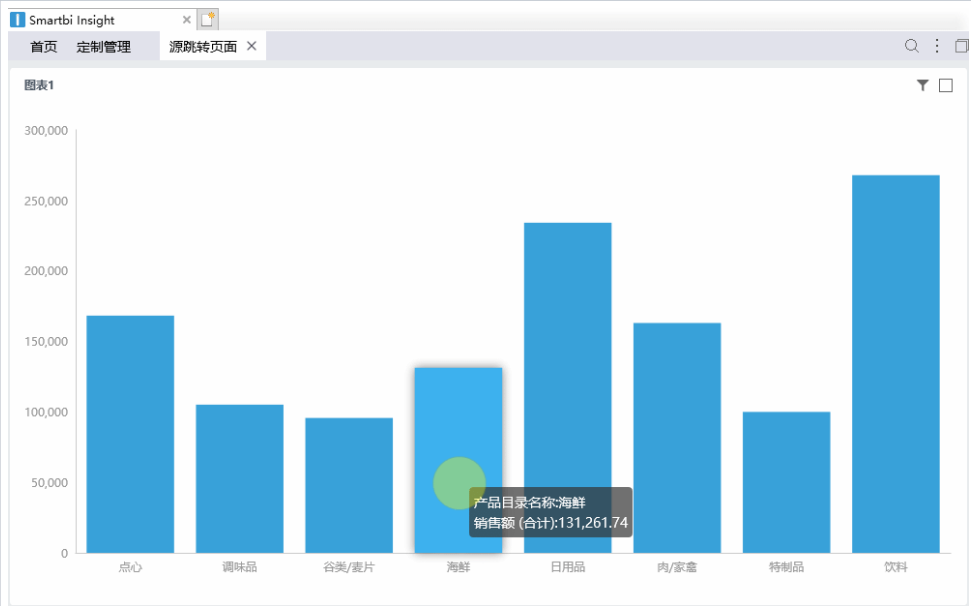 Smartbi Insight
首页 定制管理 源跳转页面
图表1
300,000
250,000
200,000
150,000
100,000
50,000
0
产品目录名称:海鲜
销售额 (合计):131,261.74
点心 调味品 谷类/麦片 海鲜 日用品 肉/家禽 特制品 饮料